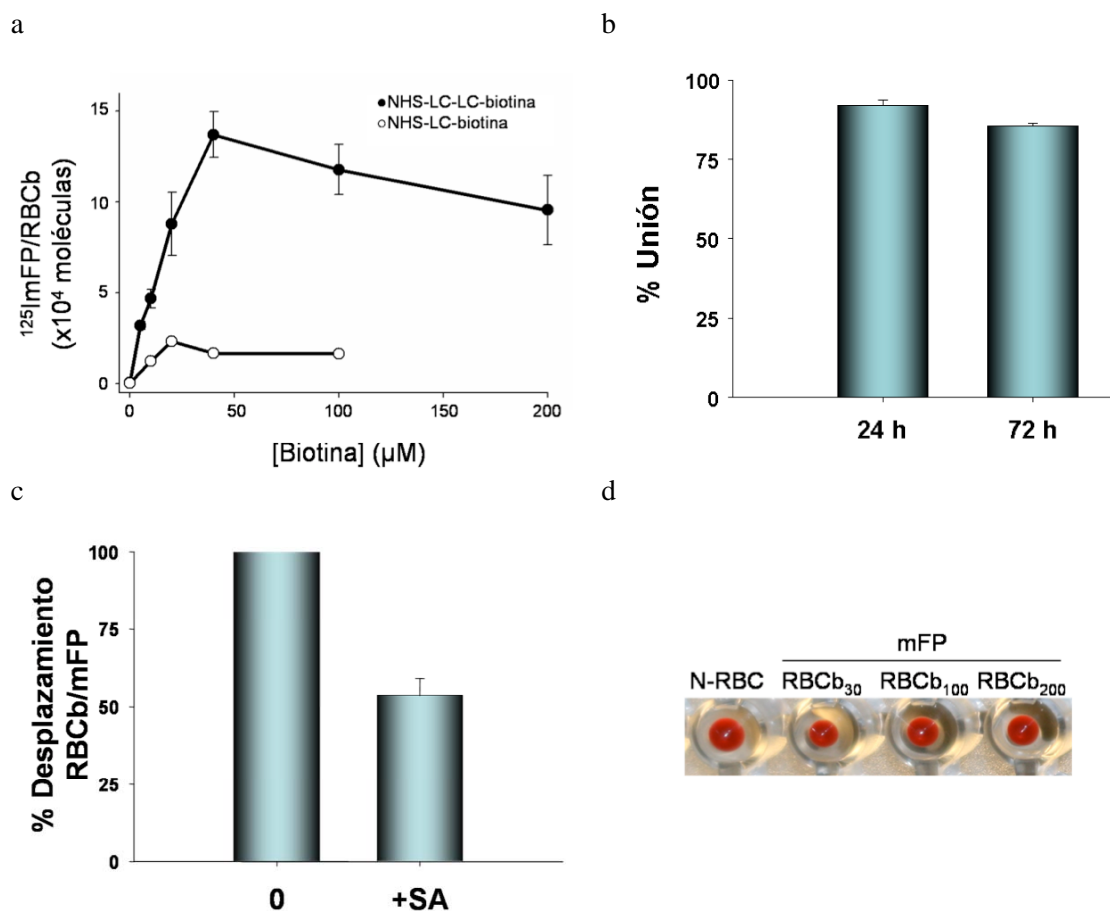 a
15
10
5
0
0
50
100
150
200
●NHS-LC-LC-biotina
○NHS-LC-biotina
¹²⁵ImFP/RBCb
(x10⁴ moléculas)
[Biotina] (µM)
b
100
75
50
25
0
% Unión
24 h
72 h
c
100
75
50
25
0
% Desplazamiento
RBCb/mFP
0
+SA
d
mFP
N-RBC RBCb₃₀ RBCb₁₀₀ RBCb₂₀₀